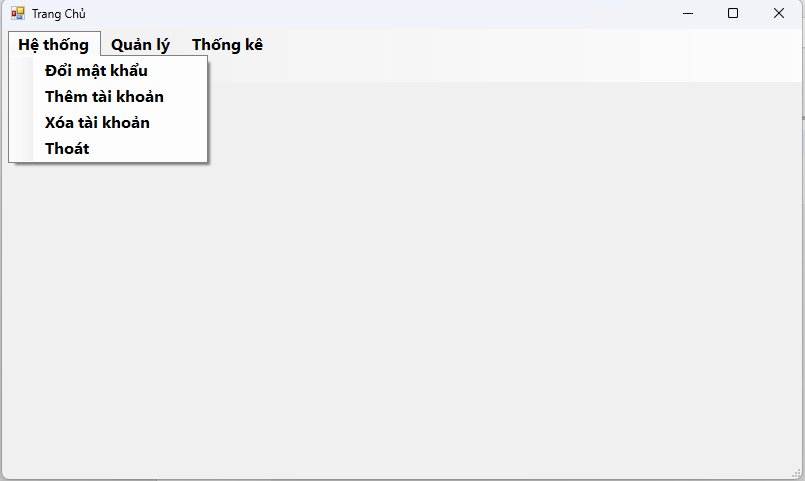 Trang Chủ
Hệ thống Quản lý Thống kê
Đổi mật khẩu
Thêm tài khoản
Xóa tài khoản
Thoát